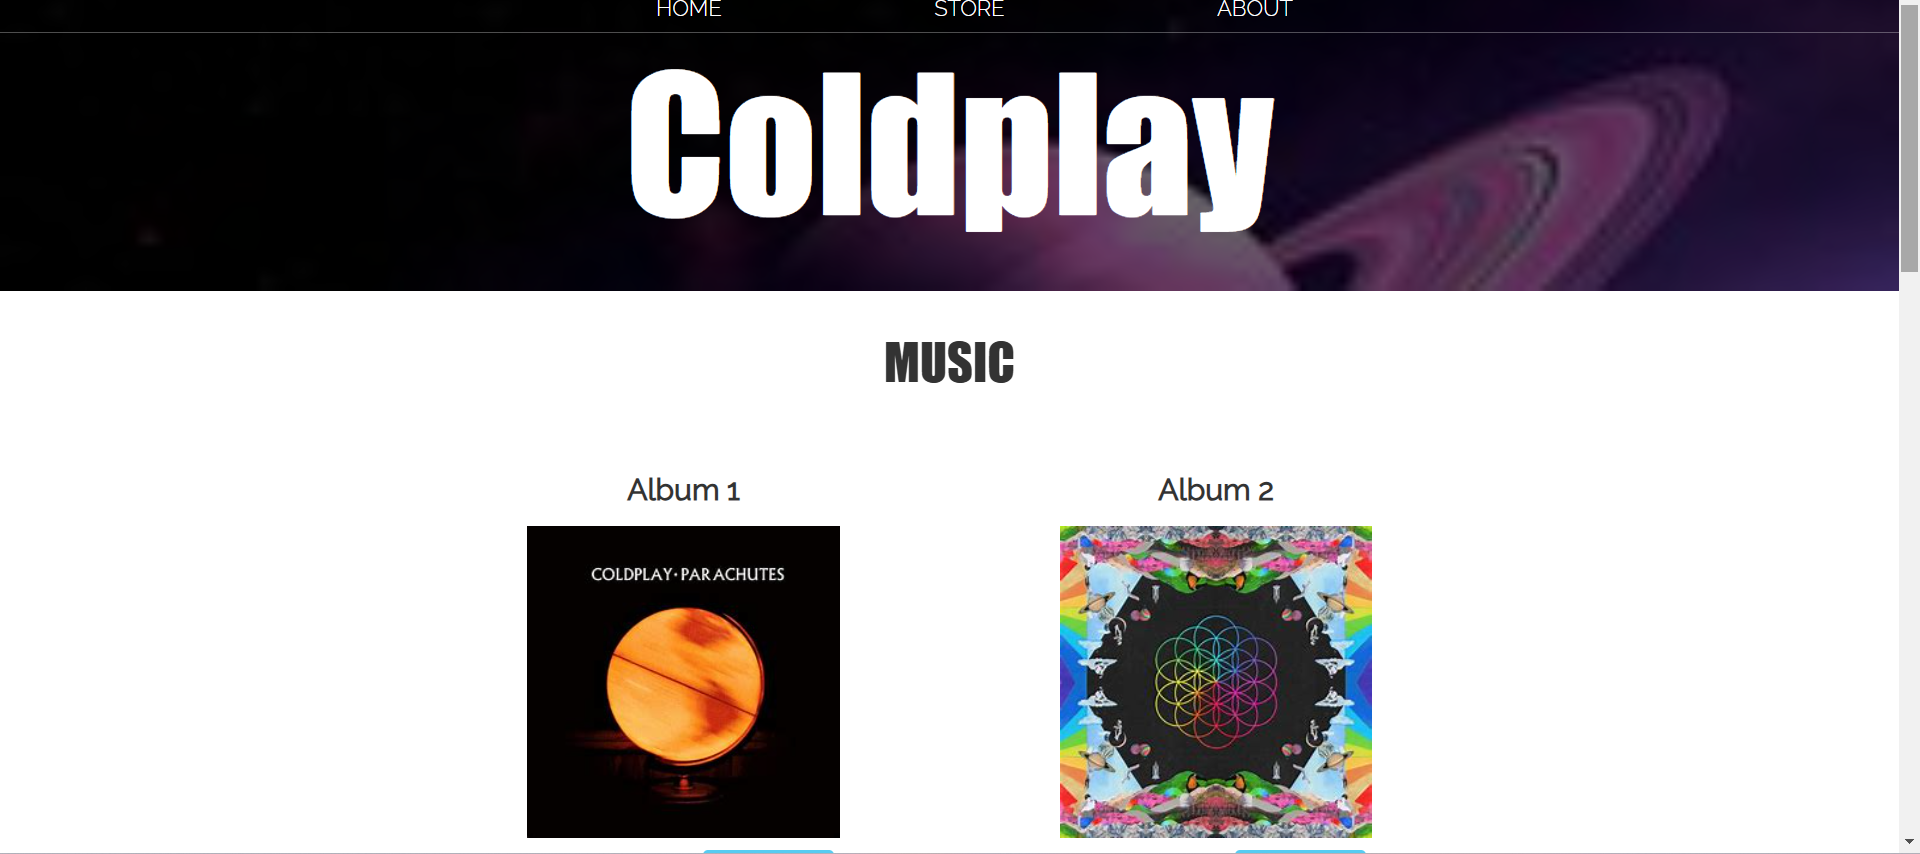 HOME STORE ABOUT
Coldplay
MUSIC
Album 1 Album 2
COLDPLAY·PARACHUTES